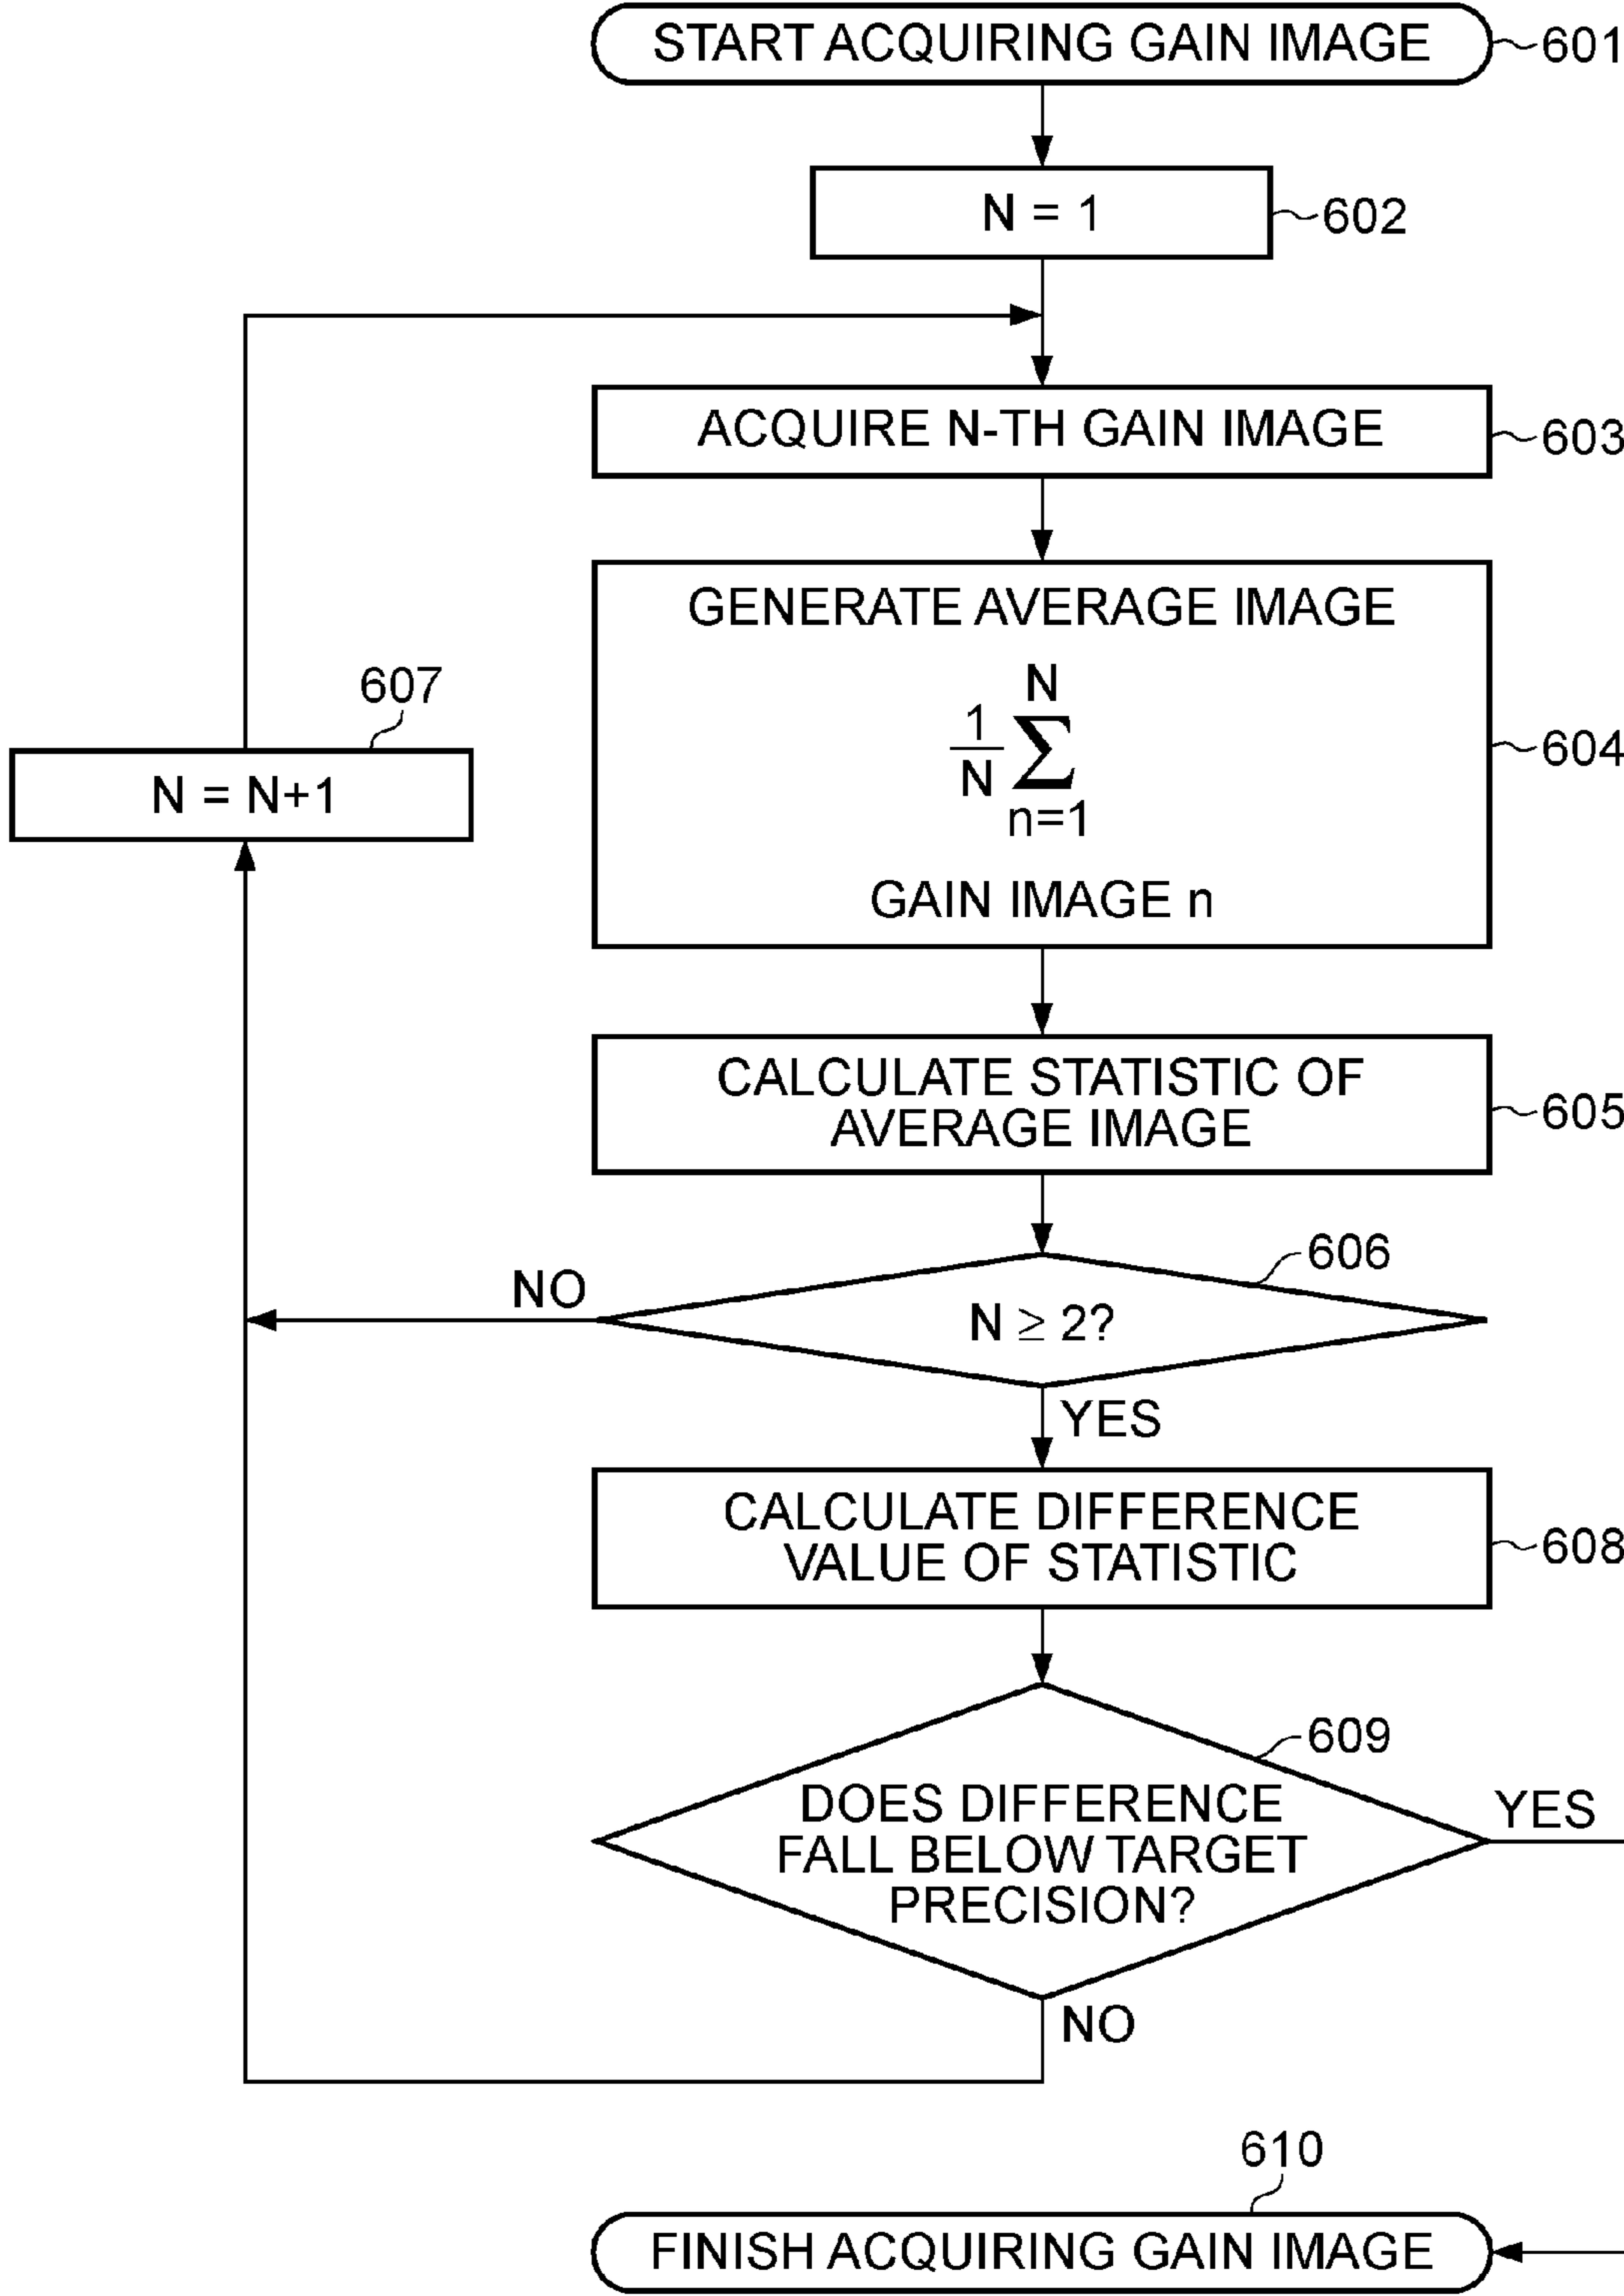 START ACQUIRING GAIN IMAGE
601
N = 1
602
ACQUIRE N-TH GAIN IMAGE
603
GENERATE AVERAGE IMAGE
N
1
N
∑
n=1
GAIN IMAGE n
604
607
N = N+1
CALCULATE STATISTIC OF
AVERAGE IMAGE
605
606
NO
N ≥ 2?
YES
CALCULATE DIFFERENCE
VALUE OF STATISTIC
608
609
DOES DIFFERENCE
FALL BELOW TARGET
PRECISION?
YES
NO
610
FINISH ACQUIRING GAIN IMAGE